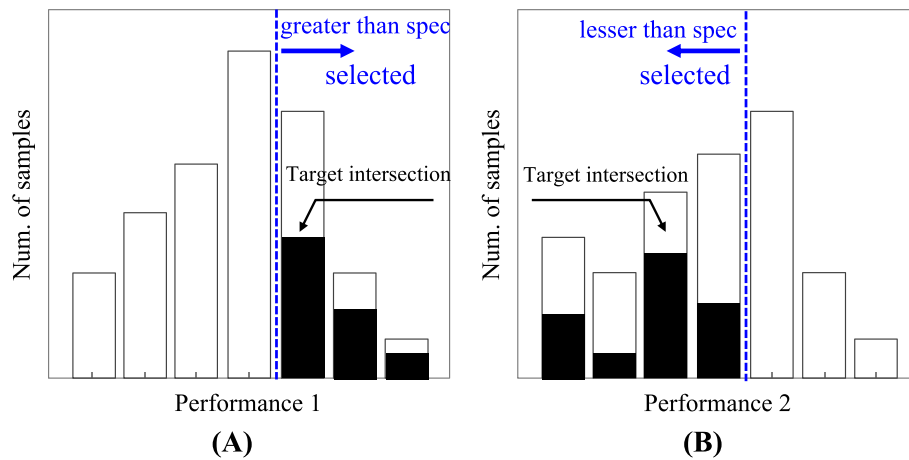 greater than spec
selected
Target intersection
Num. of samples
Performance 1
(A)
lesser than spec
selected
Target intersection
Num. of samples
Performance 2
(B)